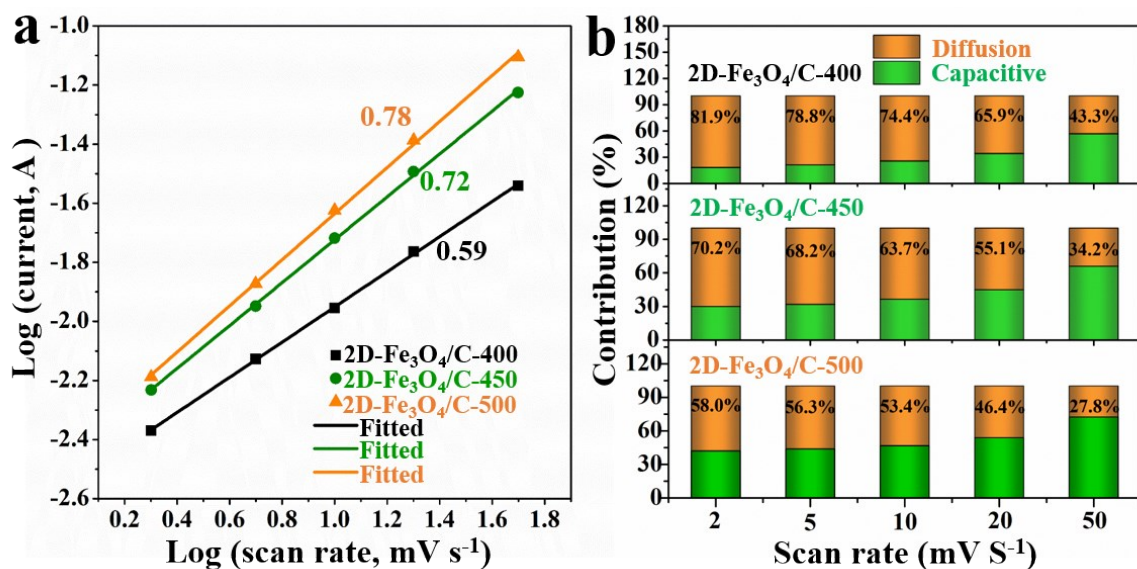 a
-1.0
-1.2
-1.4
-1.6
-1.8
-2.0
-2.2
-2.4
-2.6
Log (current, A)
0.78
0.72
0.59
2D-Fe₃O₄/C-400
2D-Fe₃O₄/C-450
2D-Fe₃O₄/C-500
Fitted
Fitted
Fitted
0.2 0.4 0.6 0.8 1.0 1.2 1.4 1.6 1.8
Log (scan rate, mV s⁻¹)
b
Contribution (%)
180
150
120
90
60
30
0
Diffusion
Capacitive
2D-Fe₃O₄/C-400
81.9% 78.8% 74.4% 65.9% 43.3%
120
90
60
30
0
2D-Fe₃O₄/C-450
70.2% 68.2% 63.7% 55.1% 34.2%
120
90
60
30
0
2D-Fe₃O₄/C-500
58.0% 56.3% 53.4% 46.4% 27.8%
2 5 10 20 50
Scan rate (mV S⁻¹)